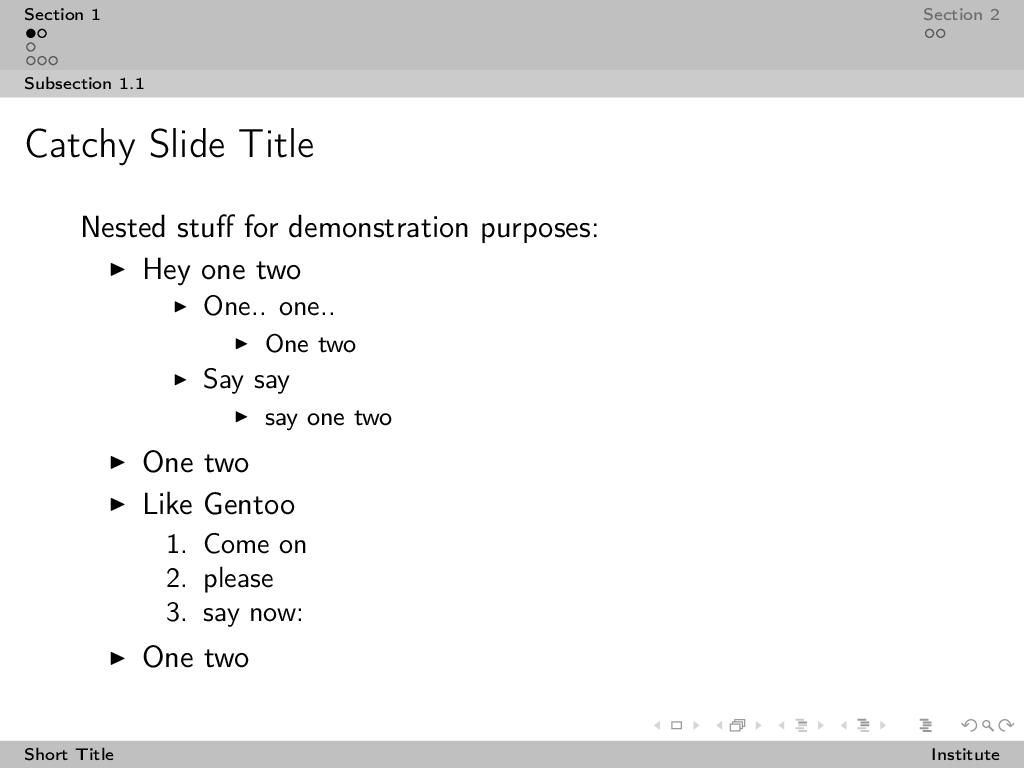 Section 1
Section 2
Subsection 1.1
Catchy Slide Title
Nested stuff for demonstration purposes:
Hey one two
One.. one..
One two
Say say
say one two
One two
Like Gentoo
1. Come on
2. please
3. say now:
One two
Short Title
Institute